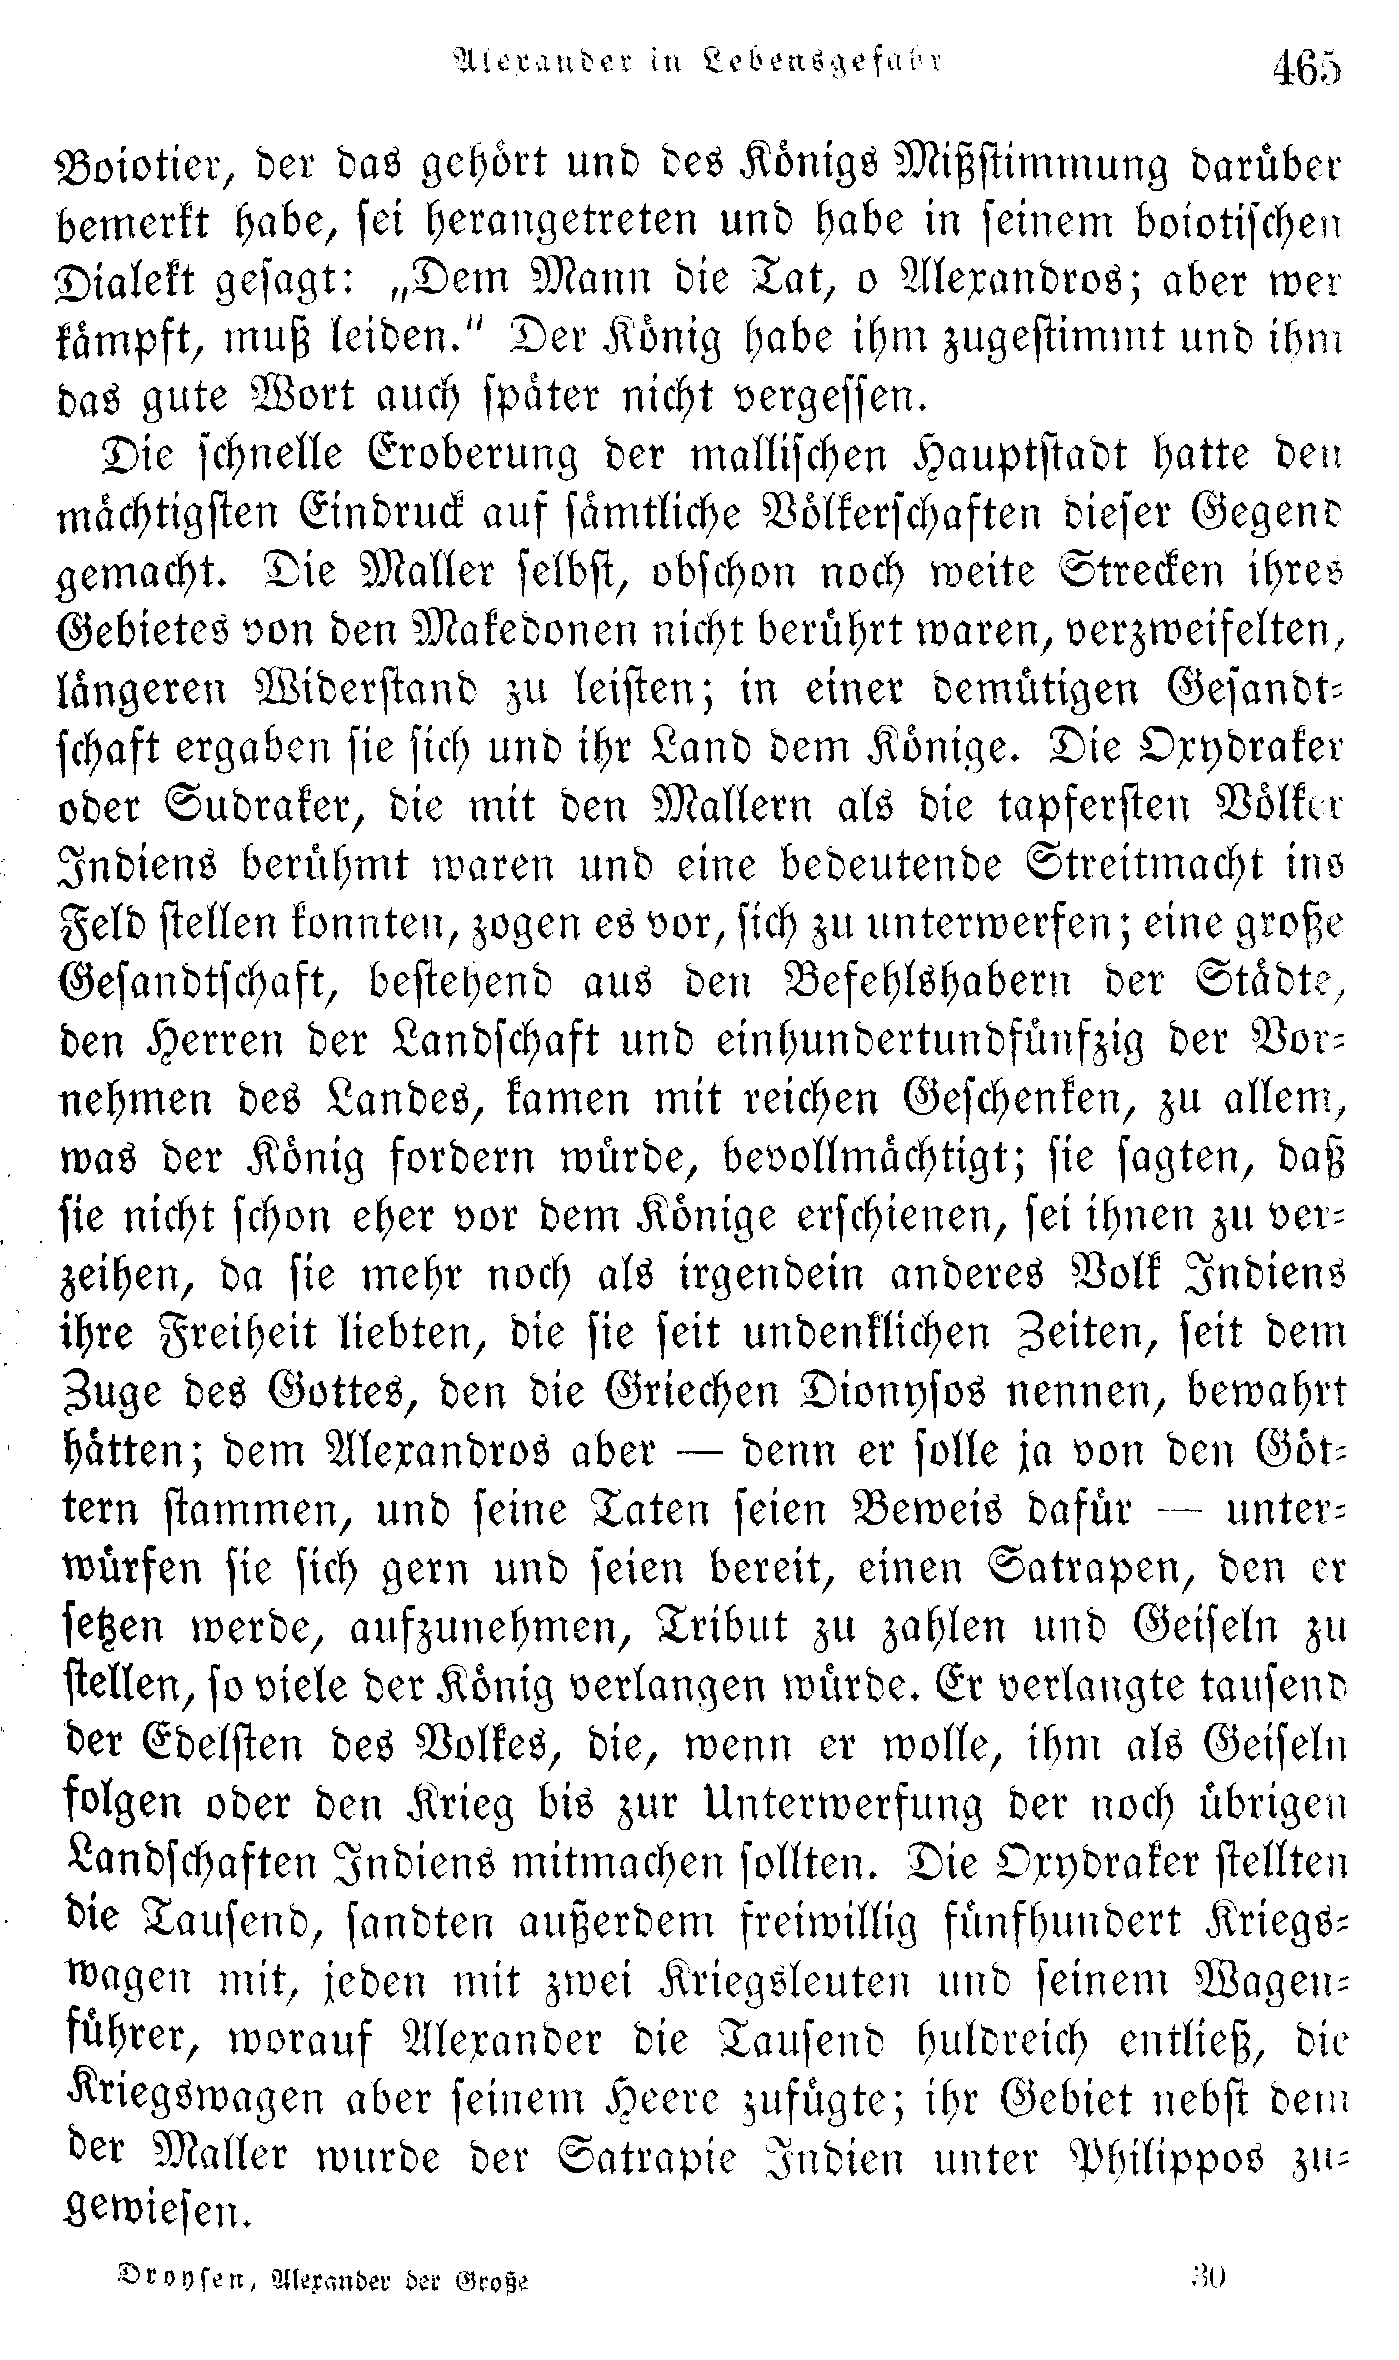 Alexander in Lebensgefahr 465
Boiotier, der das gehört und des Königs Mißstimmung darüber
bemerkt habe, sei herangetreten und habe in seinem boiotischen
Dialekt gesagt: „Dem Mann die Tat, o Alexandros; aber wer
kämpft, muß leiden.“ Der König habe ihm zugestimmt und ihm
das gute Wort auch später nicht vergessen.
Die schnelle Eroberung der mallischen Hauptstadt hatte den
mächtigsten Eindruck auf sämtliche Völkerschaften dieser Gegend
gemacht. Die Maller selbst, obschon noch weite Strecken ihres
Gebietes von den Makedonen nicht berührt waren, verzweifelten,
längeren Widerstand zu leisten; in einer demütigen Gesandt-
schaft ergaben sie sich und ihr Land dem Könige. Die Oxydraker
oder Sudraker, die mit den Mallern als die tapfersten Völker
Indiens berühmt waren und eine bedeutende Streitmacht ins
Feld stellen konnten, zogen es vor, sich zu unterwerfen; eine große
Gesandtschaft, bestehend aus den Befehlshabern der Städte,
den Herren der Landschaft und einhundertundfünfzig der Vor-
nehmen des Landes, kamen mit reichen Geschenken, zu allem,
was der König fordern würde, bevollmächtigt; sie sagten, daß
sie nicht schon eher vor dem Könige erschienen, sei ihnen zu ver-
zeihen, da sie mehr noch als irgendein anderes Volk Indiens
ihre Freiheit liebten, die sie seit undenklichen Zeiten, seit dem
Zuge des Gottes, den die Griechen Dionysos nennen, bewahrt
hätten; dem Alexandros aber — denn er solle ja von den Göt-
tern stammen, und seine Taten seien Beweis dafür — unter-
würfen sie sich gern und seien bereit, einen Satrapen, den er
setzen werde, aufzunehmen, Tribut zu zahlen und Geiseln zu
stellen, so viele der König verlangen würde. Er verlangte tausend
der Edelsten des Volkes, die, wenn er wolle, ihm als Geiseln
folgen oder den Krieg bis zur Unterwerfung der noch übrigen
Landschaften Indiens mitmachen sollten. Die Oxydraker stellten
die Tausend, sandten außerdem freiwillig fünfhundert Kriegs-
wagen mit, jeden mit zwei Kriegsleuten und seinem Wagen-
führer, worauf Alexander die Tausend huldreich entließ, die
Kriegswagen aber seinem Heere zufügte; ihr Gebiet nebst dem
der Maller wurde der Satrapie Indien unter Philippos zu-
gewiesen.
Droysen, Alexander der Große 30